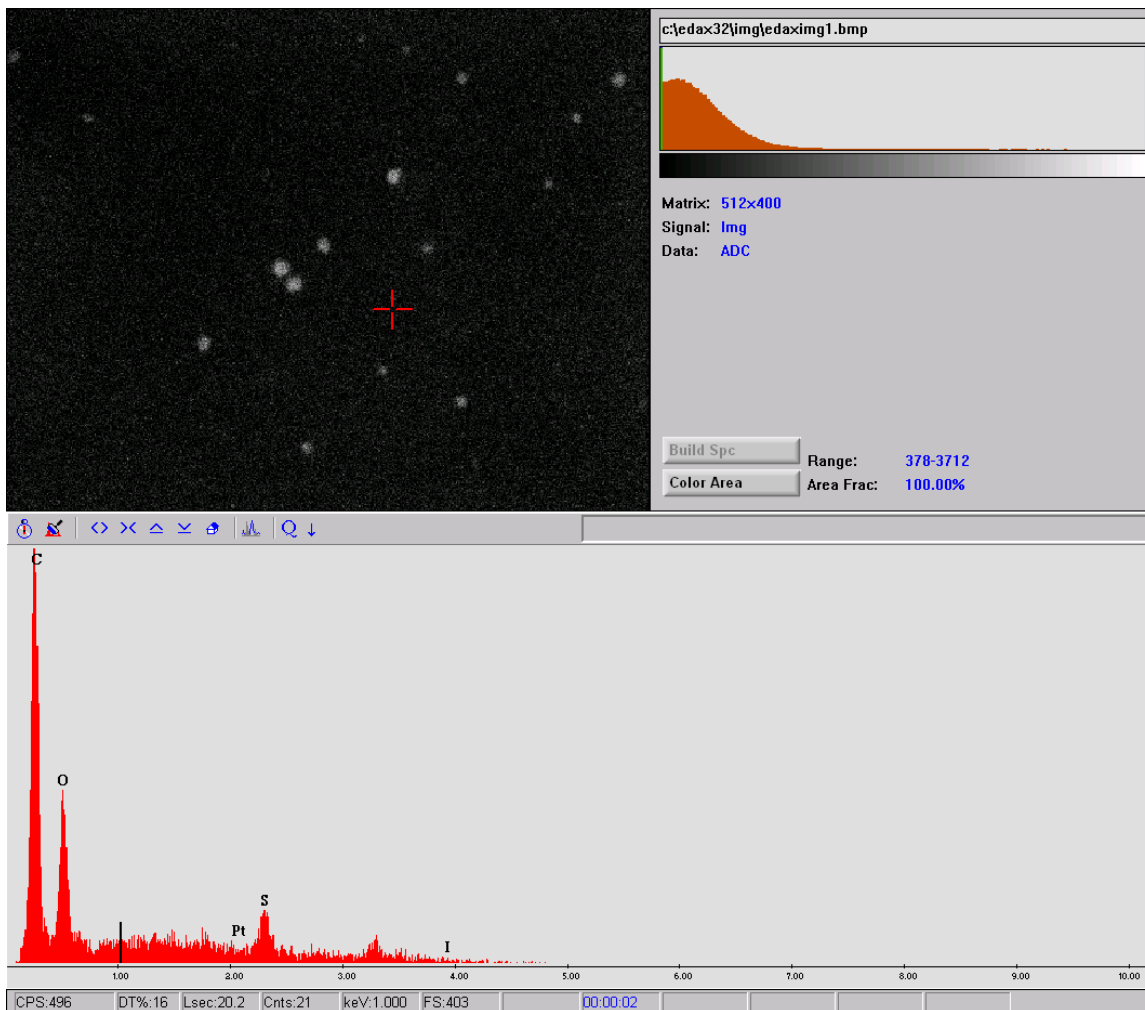 c:\edax32\img\edaximg1.bmp
Matrix: 512x400
Signal: Img
Data: ADC
Build Spc
Range: 378-3712
Color Area
Area Frac: 100.00%
Q
C
O
S
Pt
I
1.00 2.00 3.00 4.00 5.00 6.00 7.00 8.00 9.00 10.00
CPS:496 DT%:16 Lsec:20.2 Cnts:21 keV:1.000 FS:403 00:00:02